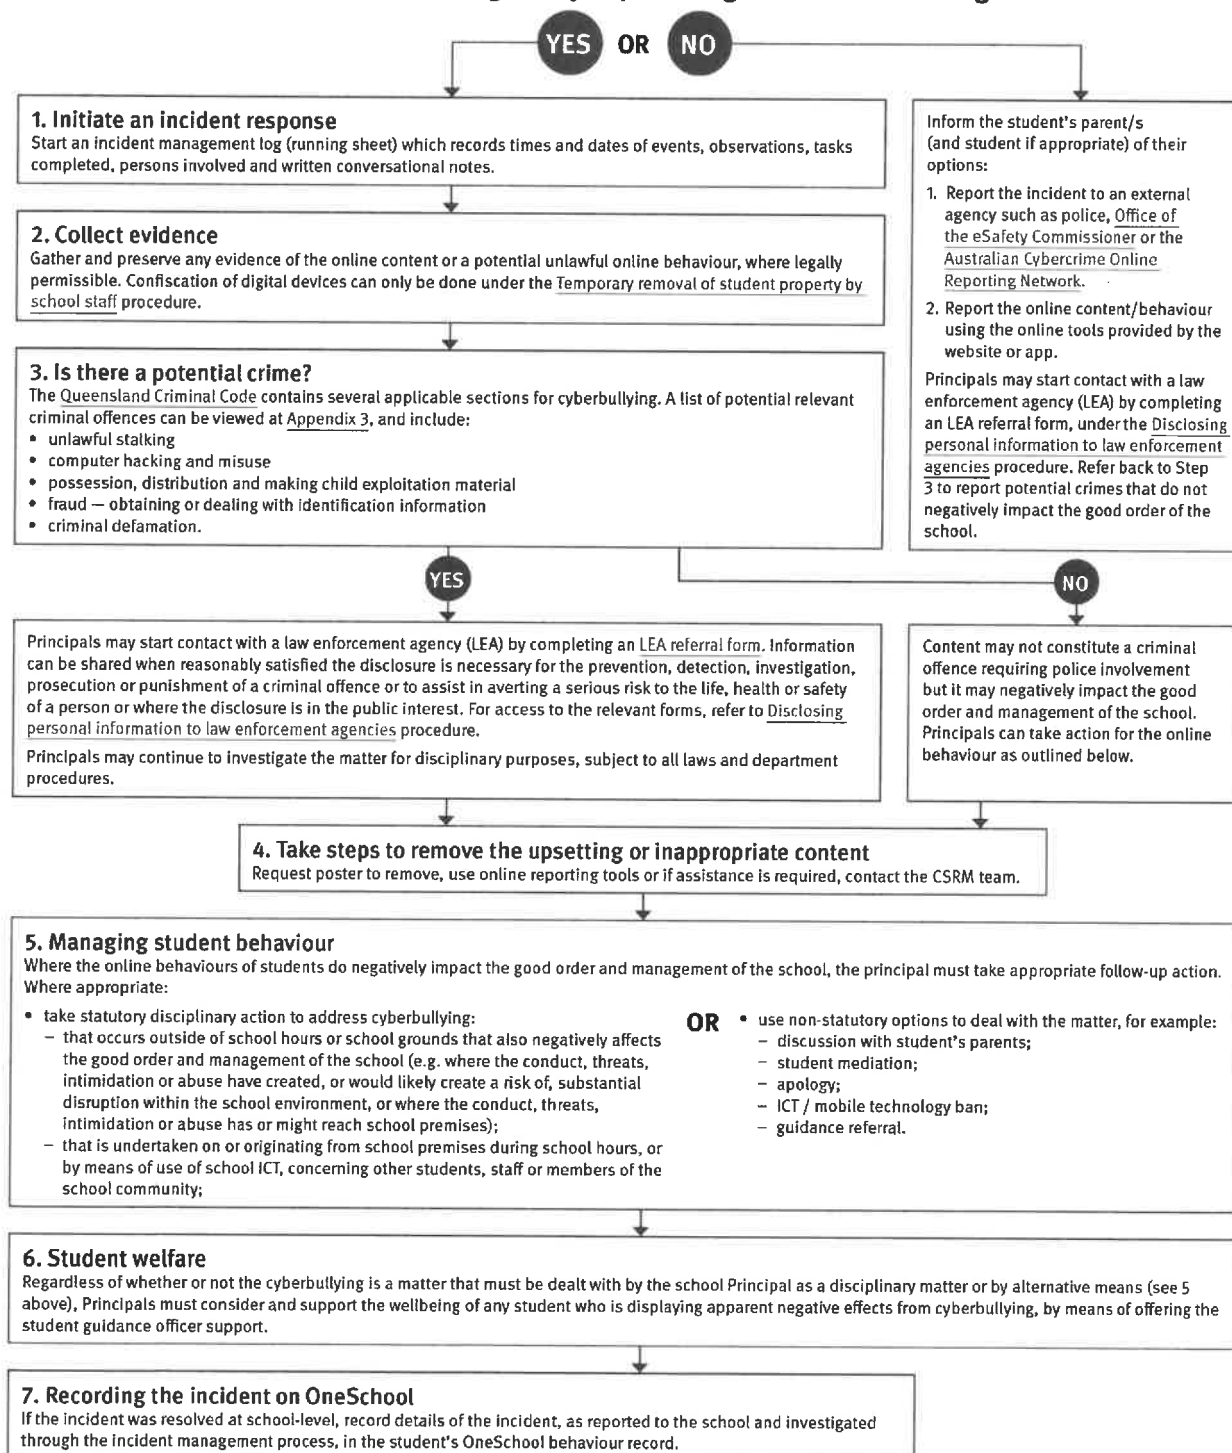 YES OR NO
1. Initiate an incident response
Start an incident management log (running sheet) which records times and dates of events, observations, tasks
completed, persons involved and written conversational notes.
2. Collect evidence
Gather and preserve any evidence of the online content or a potential unlawful online behaviour, where legally
permissible. Confiscation of digital devices can only be done under the Temporary removal of student property by
school staff procedure.
3. Is there a potential crime?
The Queensland Criminal Code contains several applicable sections for cyberbullying. A list of potential relevant
criminal offences can be viewed at Appendix 3, and include:
• unlawful stalking
• computer hacking and misuse
• possession, distribution and making child exploitation material
• fraud — obtaining or dealing with identification information
• criminal defamation.
Inform the student's parent/s
(and student if appropriate) of their
options:
1. Report the incident to an external
agency such as police, Office of
the eSafety Commissioner or the
Australian Cybercrime Online
Reporting Network.
2. Report the online content/behaviour
using the online tools provided by the
website or app.
Principals may start contact with a law
enforcement agency (LEA) by completing
an LEA referral form, under the Disclosing
personal information to law enforcement
agencies procedure. Refer back to Step
3 to report potential crimes that do not
negatively impact the good order of the
school.
YES
NO
Principals may start contact with a law enforcement agency (LEA) by completing an LEA referral form. Information
can be shared when reasonably satisfied the disclosure is necessary for the prevention, detection, investigation,
prosecution or punishment of a criminal offence or to assist in averting a serious risk to the life, health or safety
of a person or where the disclosure is in the public interest. For access to the relevant forms, refer to Disclosing
personal information to law enforcement agencies procedure.
Principals may continue to investigate the matter for disciplinary purposes, subject to all laws and department
procedures.
Content may not constitute a criminal
offence requiring police involvement
but it may negatively impact the good
order and management of the school.
Principals can take action for the online
behaviour as outlined below.
4. Take steps to remove the upsetting or inappropriate content
Request poster to remove, use online reporting tools or if assistance is required, contact the CSRM team.
5. Managing student behaviour
Where the online behaviours of students do negatively impact the good order and management of the school, the principal must take appropriate follow-up action.
Where appropriate:
• take statutory disciplinary action to address cyberbullying:
– that occurs outside of school hours or school grounds that also negatively affects
the good order and management of the school (e.g. where the conduct, threats,
intimidation or abuse have created, or would likely create a risk of, substantial
disruption within the school environment, or where the conduct, threats,
intimidation or abuse has or might reach school premises);
– that is undertaken on or originating from school premises during school hours, or
by means of use of school ICT, concerning other students, staff or members of the
school community;
OR
• use non-statutory options to deal with the matter, for example:
– discussion with student's parents;
– student mediation;
– apology;
– ICT / mobile technology ban;
– guidance referral.
6. Student welfare
Regardless of whether or not the cyberbullying is a matter that must be dealt with by the school Principal as a disciplinary matter or by alternative means (see 5
above), Principals must consider and support the wellbeing of any student who is displaying apparent negative effects from cyberbullying, by means of offering the
student guidance officer support.
7. Recording the incident on OneSchool
If the incident was resolved at school-level, record details of the incident, as reported to the school and investigated
through the incident management process, in the student's OneSchool behaviour record.